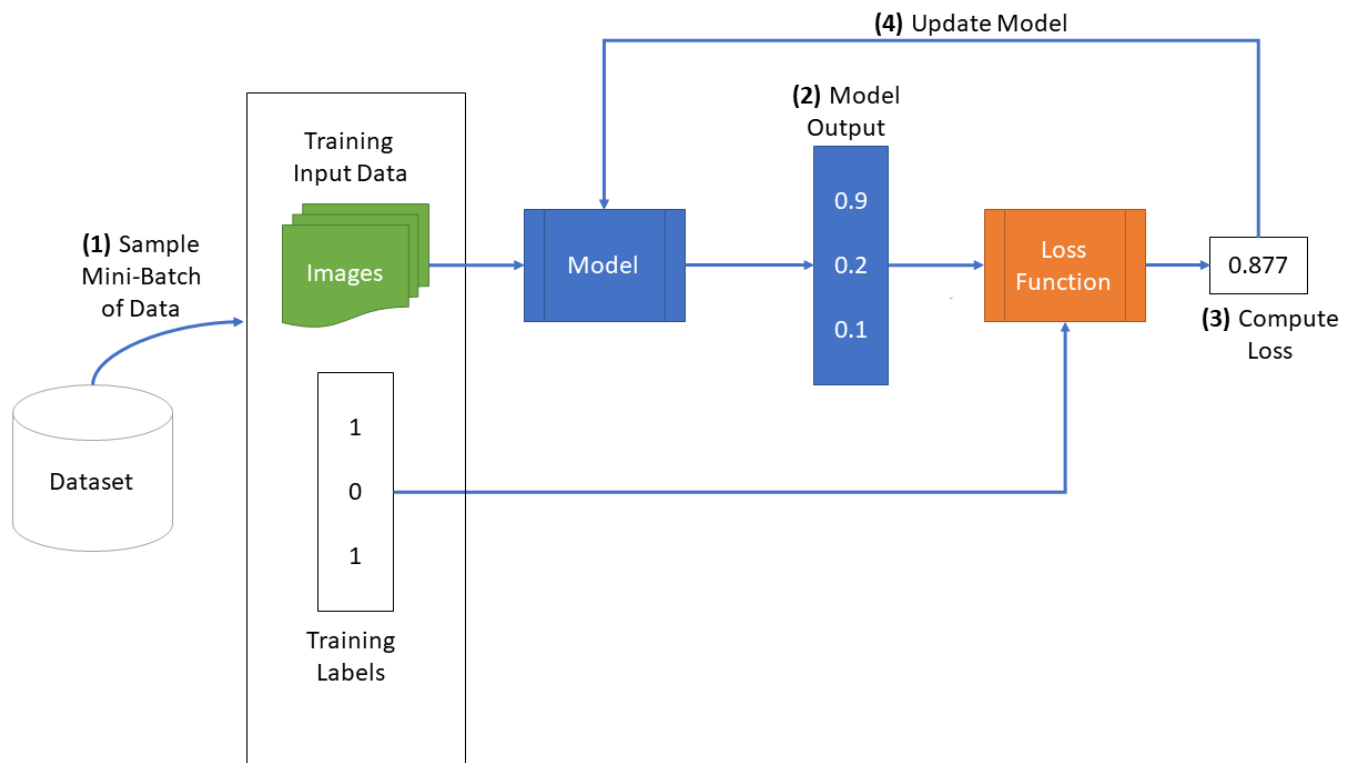 (4) Update Model
(2) Model
Output
Training
Input Data
(1) Sample
Mini-Batch
of Data
Images
Model
0.9
0.2
0.1
Loss
Function
0.877
(3) Compute
Loss
Dataset
1
0
1
Training
Labels